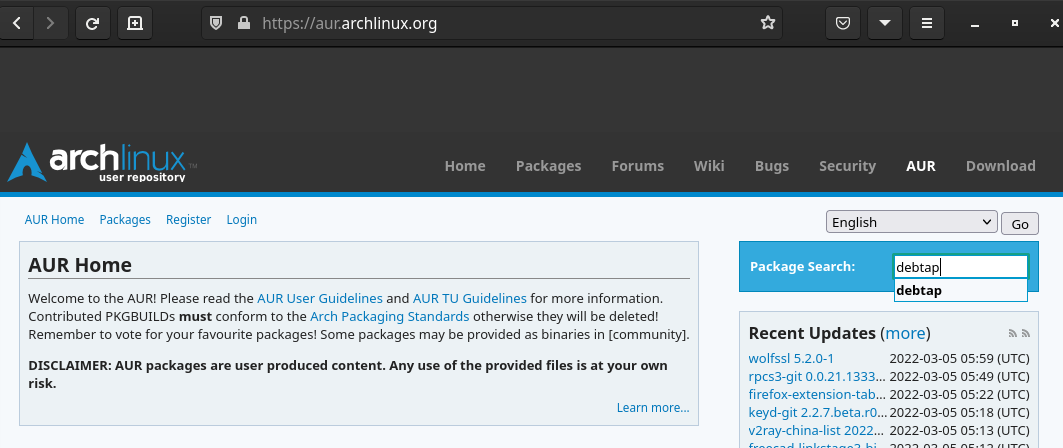 https://aur.archlinux.org
archlinux™
user repository
Home Packages Forums Wiki Bugs Security AUR Download
AUR Home Packages Register Login
English Go
AUR Home
Welcome to the AUR! Please read the AUR User Guidelines and AUR TU Guidelines for more information.
Contributed PKGBUILDs must conform to the Arch Packaging Standards otherwise they will be deleted!
Remember to vote for your favourite packages! Some packages may be provided as binaries in [community].
DISCLAIMER: AUR packages are user produced content. Any use of the provided files is at your own
risk.
Learn more...
Package Search: debtap
debtap
Recent Updates (more)
wolfssl 5.2.0-1 2022-03-05 05:59 (UTC)
rpcs3-git 0.0.21.1333... 2022-03-05 05:49 (UTC)
firefox-extension-tab... 2022-03-05 05:22 (UTC)
keyd-git 2.2.7.beta.r0... 2022-03-05 05:18 (UTC)
v2ray-china-list 2022... 2022-03-05 05:13 (UTC)